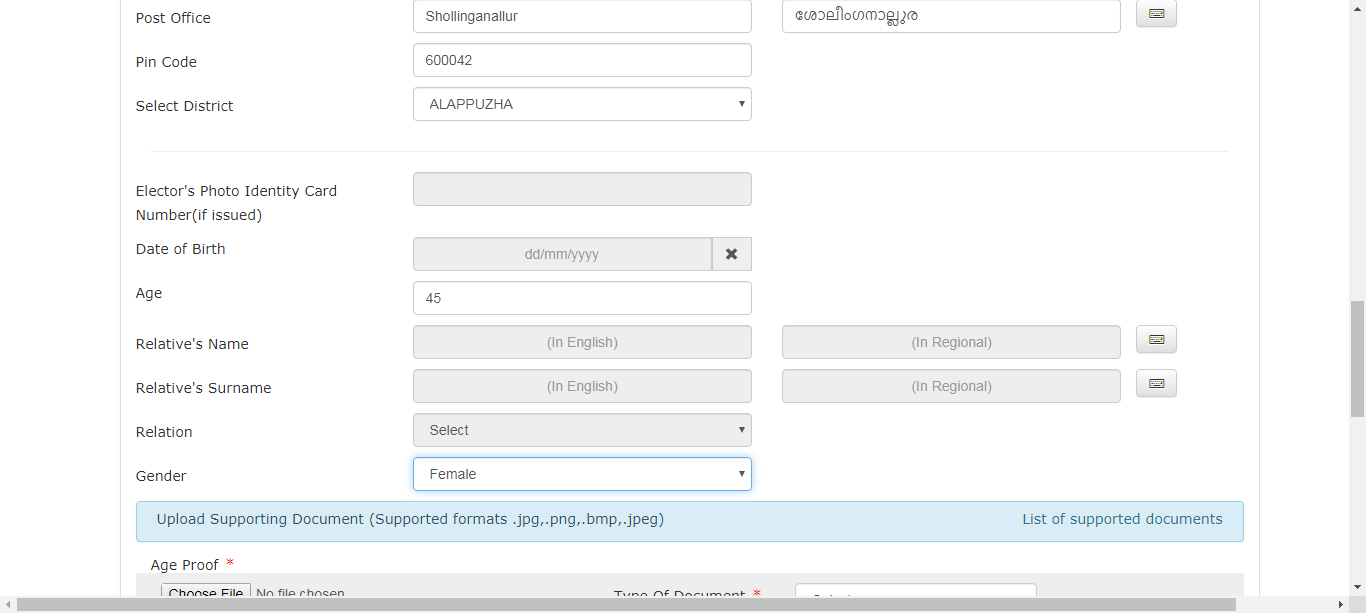 Post Office Shollinganallur ശോലീംഗനാല്ലുര
Pin Code 600042
Select District ALAPPUZHA
Elector's Photo Identity Card
Number(if issued)
Date of Birth dd/mm/yyyy
Age 45
Relative's Name (In English) (In Regional)
Relative's Surname (In English) (In Regional)
Relation Select
Gender Female
Upload Supporting Document (Supported formats .jpg,.png,.bmp,.jpeg) List of supported documents
Age Proof *
Choose File No file chosen Type Of Document *